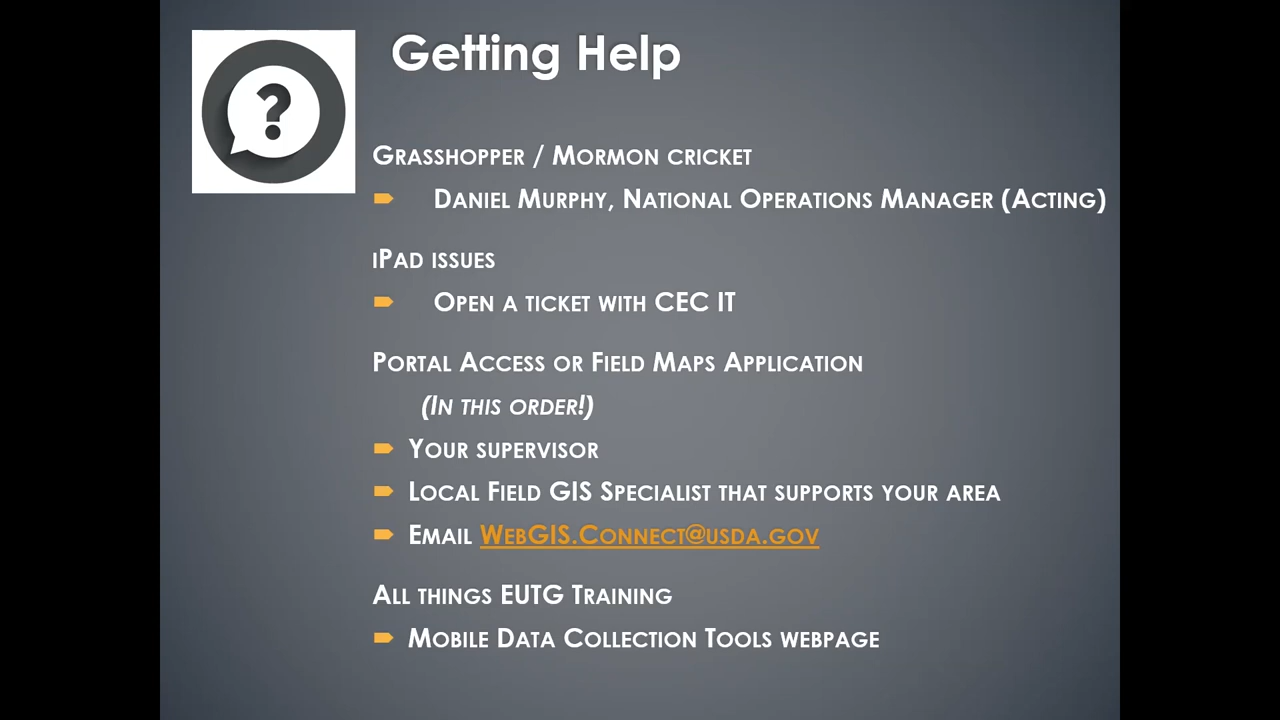 ?
Getting Help
Grasshopper / Mormon cricket
Daniel Murphy, National Operations Manager (Acting)
iPad issues
Open a ticket with CEC IT
Portal Access or Field Maps Application
(In this order!)
Your supervisor
Local Field GIS Specialist that supports your area
Email WebGIS.Connect@usda.gov
All things EUTG Training
Mobile Data Collection Tools webpage